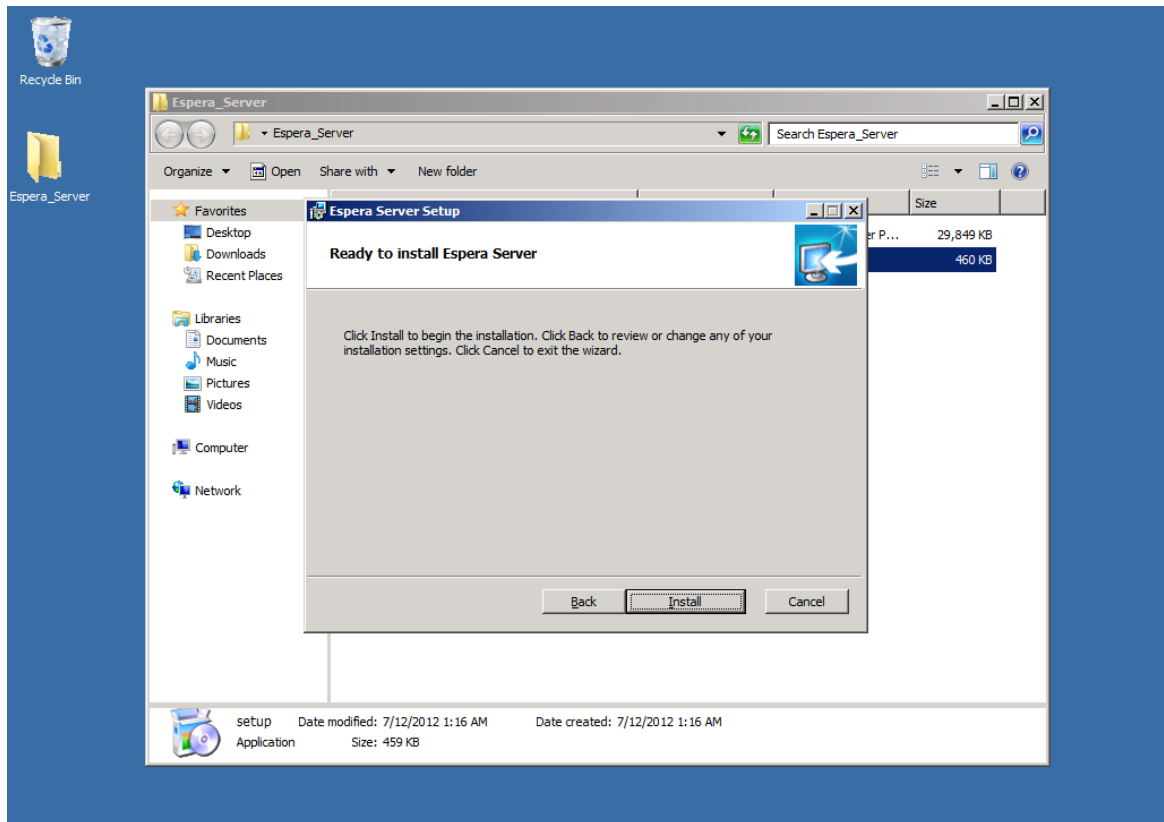 Recycle Bin
Espera_Server
Espera_Server
Espera_Server
Search Espera_Server
Organize
Open
Share with
New folder
Size
Favorites
Desktop
Downloads
Recent Places
Libraries
Documents
Music
Pictures
Videos
Computer
Network
Espera Server Setup
Ready to install Espera Server
Click Install to begin the installation. Click Back to review or change any of your
installation settings. Click Cancel to exit the wizard.
Back
Install
Cancel
er P...
29,849 KB
460 KB
setup
Date modified: 7/12/2012 1:16 AM
Date created: 7/12/2012 1:16 AM
Application
Size: 459 KB